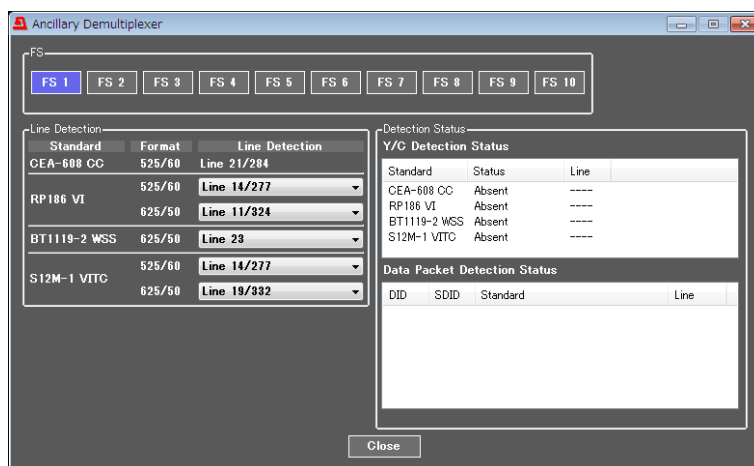 Ancillary Demultiplexer
FS
FS 1 FS 2 FS 3 FS 4 FS 5 FS 6 FS 7 FS 8 FS 9 FS 10
Line Detection
Standard Format Line Detection
CEA-608 CC 525/60 Line 21/284
RP186 VI
525/60 Line 14/277
625/50 Line 11/324
BT1119-2 WSS 625/50 Line 23
S12M-1 VITC
525/60 Line 14/277
625/50 Line 19/332
Detection Status
Y/C Detection Status
Standard Status Line
CEA-608 CC Absent ----
RP186 VI Absent ----
BT1119-2 WSS Absent ----
S12M-1 VITC Absent ----
Data Packet Detection Status
DID SDID Standard Line
Close